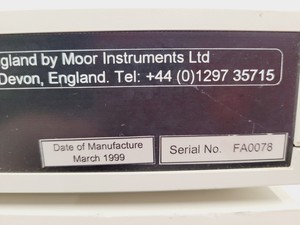 gland by Moor Instruments Ltd
Devon, England. Tel: +44 (0)1297 35715
Date of Manufacture
March 1999
Serial No. FA0078